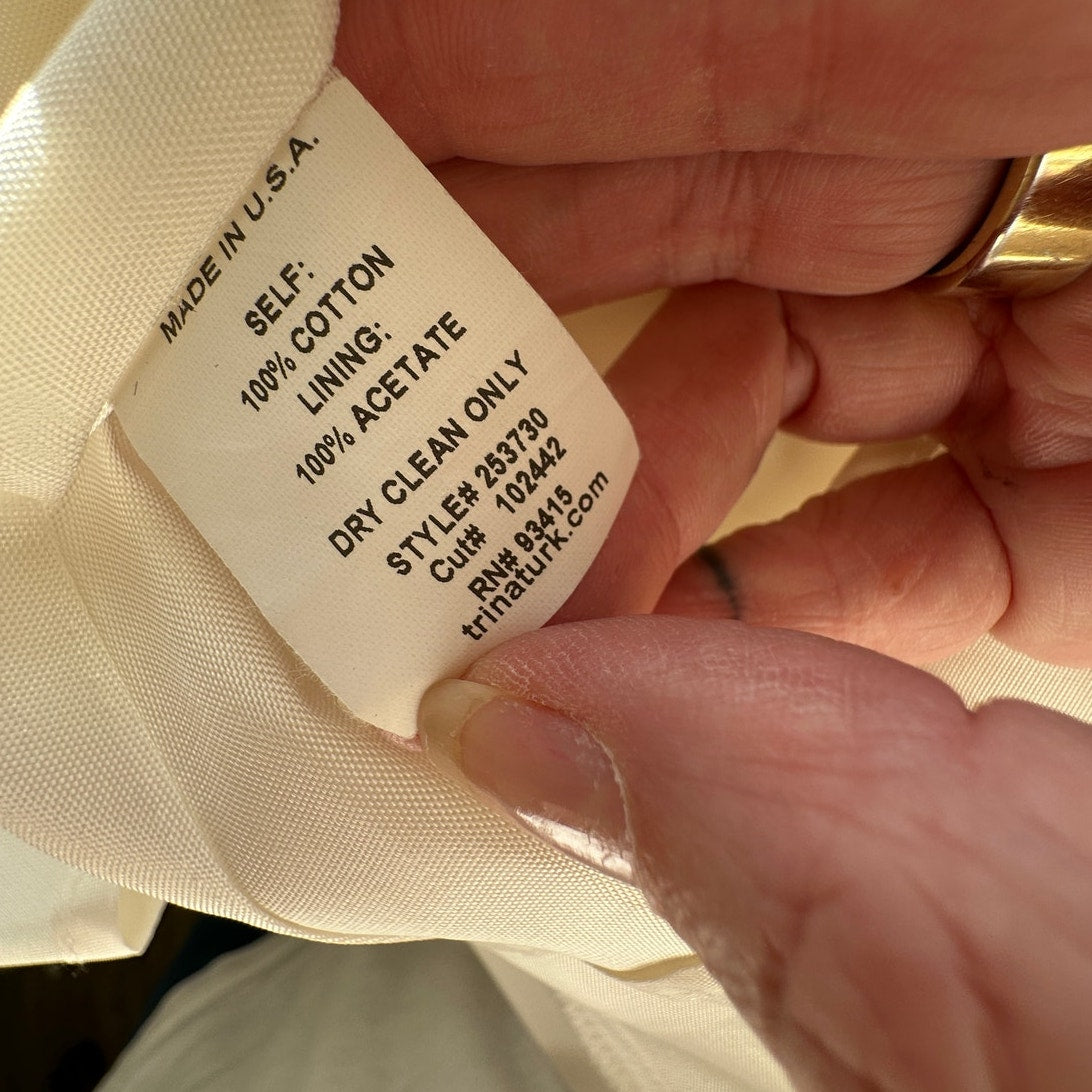 MADE IN U.S.A.
SELF:
100% COTTON
LINING:
100% ACETATE
DRY CLEAN ONLY
STYLE# 253730
Cut# 102442
RN# 93415
trinaturk.com